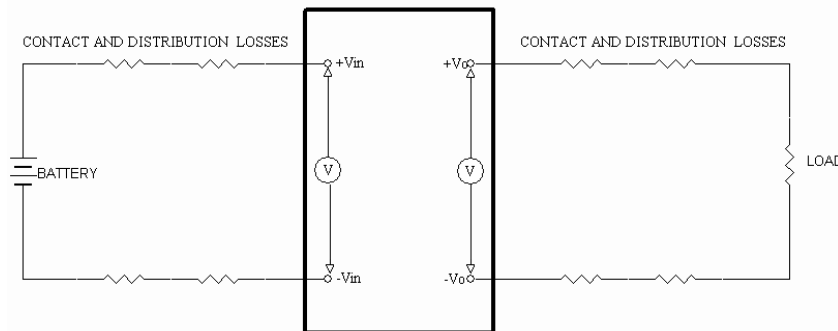 CONTACT AND DISTRIBUTION LOSSES
CONTACT AND DISTRIBUTION LOSSES
+Vin
+Vo
V
V
BATTERY
LOAD
-Vin
-Vo